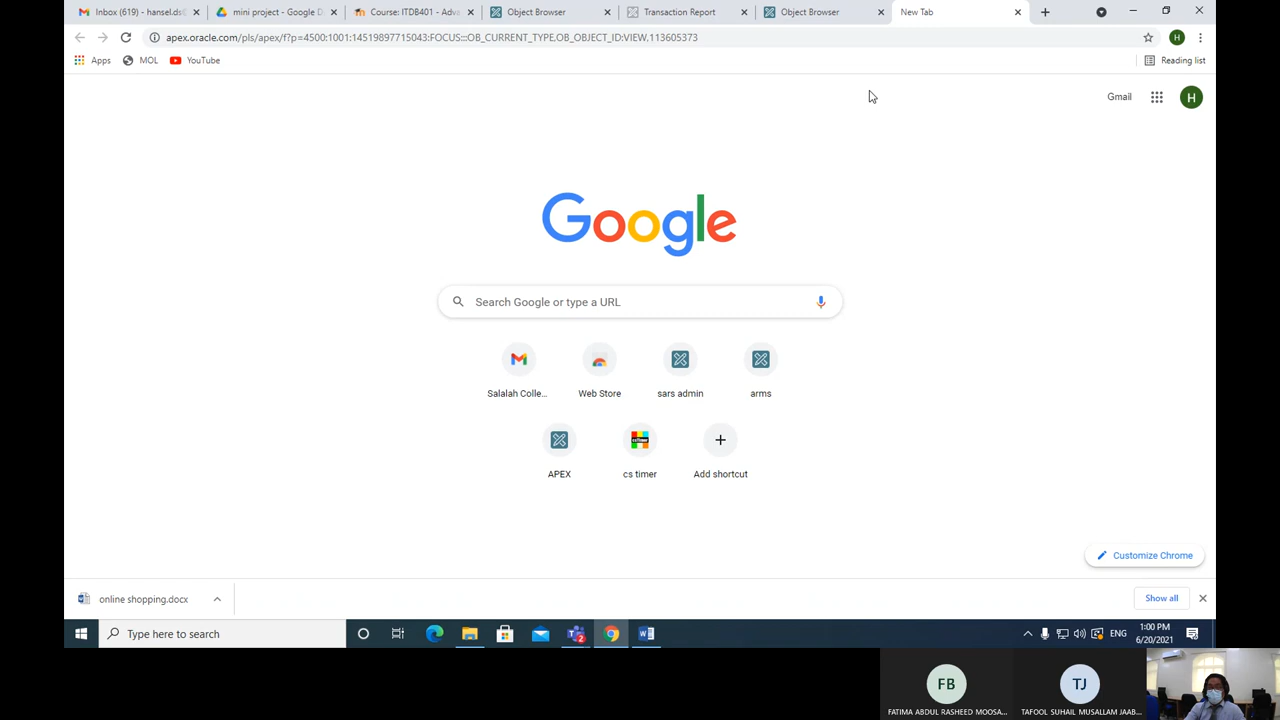 Inbox (619) - hansel.ds@
mini project - Google D
Course: ITDB401 - Adva
Object Browser
Transaction Report
Object Browser
New Tab
apex.oracle.com/pls/apex/f?p=4500:1001:14519897715043:FOCUS:::OB_CURRENT_TYPE,OB_OBJECT_ID:VIEW,113605373
H
Apps
MOL
YouTube
Reading list
Gmail
H
Google
Search Google or type a URL
Salalah Colle...
Web Store
sars admin
arms
APEX
cs timer
Add shortcut
Customize Chrome
online shopping.docx
Show all
Type here to search
2
ENG
1:00 PM
6/20/2021
FB
TJ
FATIMA ABDUL RASHEED MOOSA...
TAFOOL SUHAIL MUSALLAM JAAB...